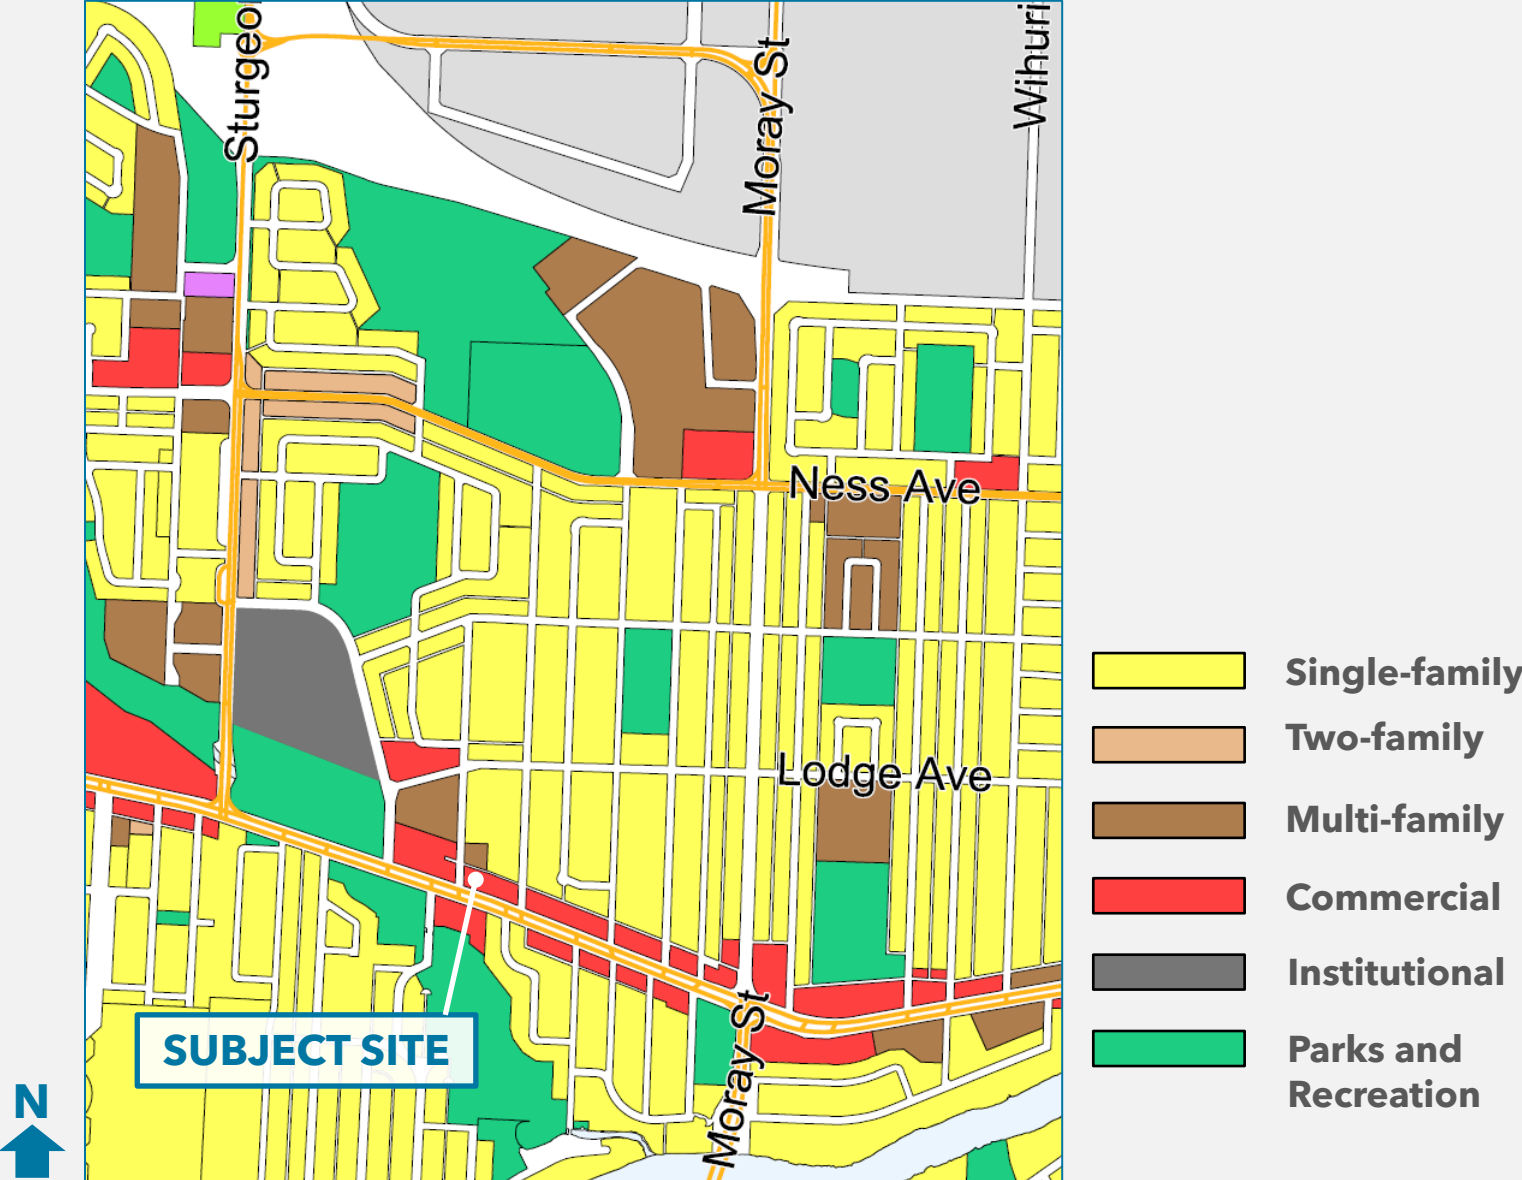 Sturgeo
Moray St
Wihuri
Ness Ave
Lodge Ave
SUBJECT SITE
Moray St
N
Single-family
Two-family
Multi-family
Commercial
Institutional
Parks and
Recreation